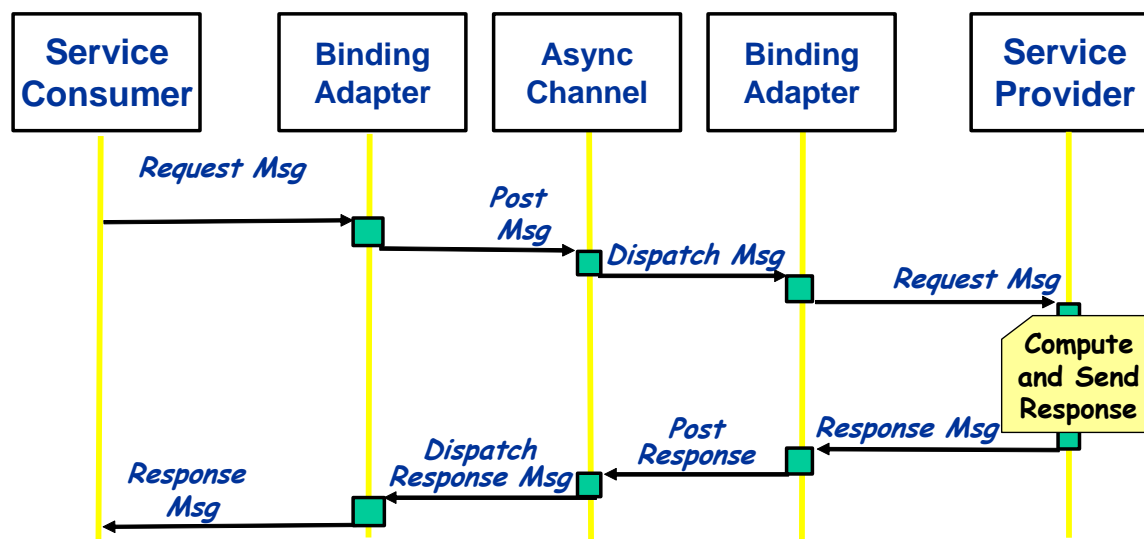 Service
Consumer
Binding
Adapter
Async
Channel
Binding
Adapter
Service
Provider
Request Msg
Post
Msg
Dispatch Msg
Request Msg
Compute
and Send
Response
Response Msg
Post
Response
Dispatch
Response Msg
Response
Msg